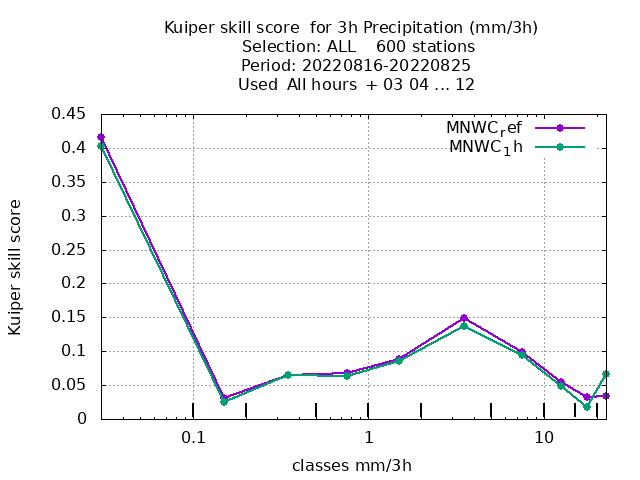 Kuiper skill score  for 3h Precipitation (mm/3h)
Selection: ALL    600 stations
Period: 20220816-20220825
Used  All hours  + 03 04 ... 12
MNWCref
MNWC1h
0.45
0.4
0.35
0.3
0.25
0.2
0.15
0.1
0.05
0
Kuiper skill score
0.1
1
10
classes mm/3h